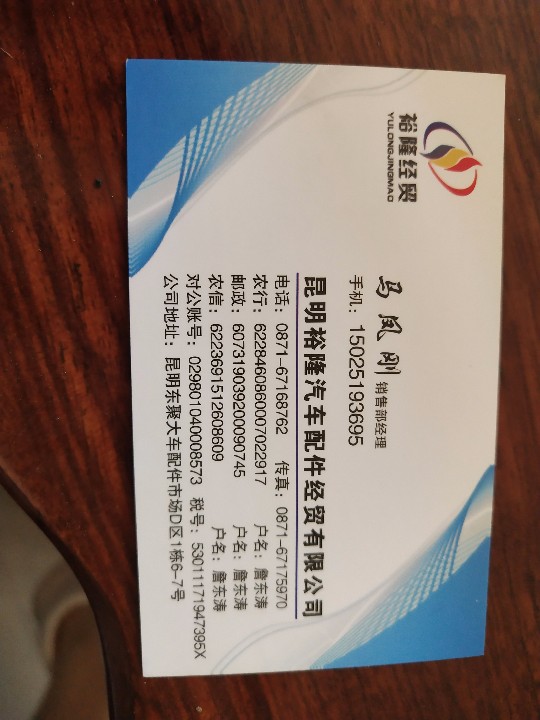 裕隆经贸
YULONGJINGMAO
马凤刚 销售部经理
手机：15025193695
昆明裕隆汽车配件经贸有限公司
电话：0871-67168762 传真：0871-67175970
农行：6228460860007022917 户名：詹东涛
邮政：607319039200090745 户名：詹东涛
农信：6223691512608609 户名：詹东涛
对公账号：029801040008573 税号：53011171947395X
公司地址：昆明东聚大车配件市场D区1栋6-7号